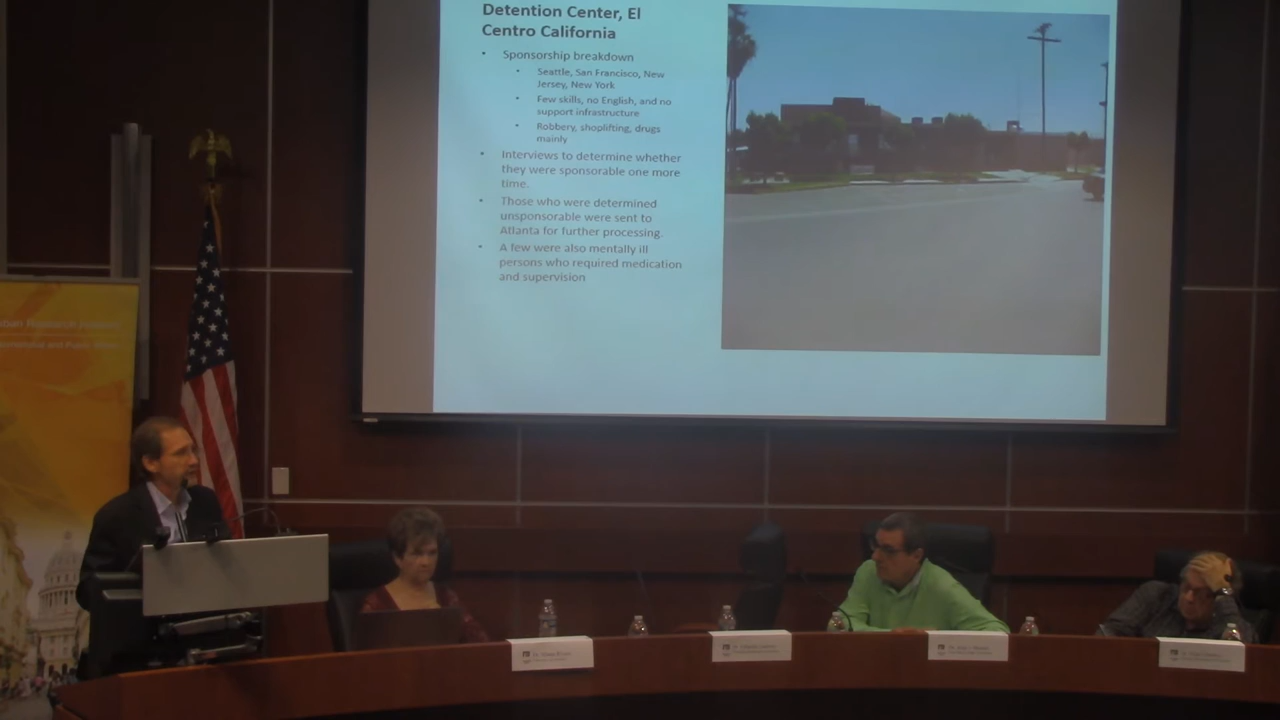 Detention Center, El
Centro California
• Sponsorship breakdown
• Seattle, San Francisco, New
Jersey, New York
• Few skills, no English, and no
support infrastructure
• Robbery, shoplifting, drugs
mainly
• Interviews to determine whether
they were sponsorable one more
time.
• Those who were determined
unsponsorable were sent to
Atlanta for further processing.
• A few were also mentally ill
persons who required medication
and supervision
Research